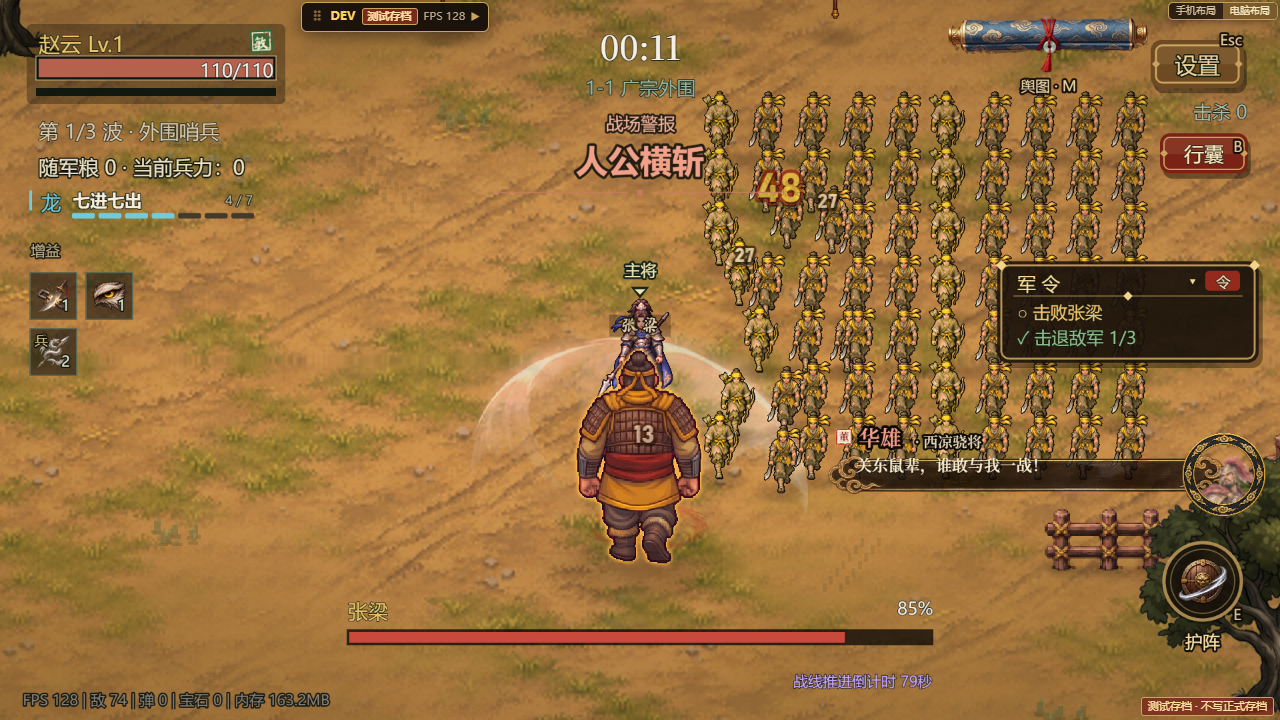 DEV 测试存档 FPS 128 ▶
手机布局 电脑布局
赵云 Lv.1 敏
110/110
00:11
1-1 广宗外围
Esc
设置
舆图·M
击杀 0
战场警报
人公横斩
行囊 B
第 1/3 波·外围哨兵
随军粮 0·当前兵力：0
龙 七进七出 4/7
48
27
27
增益
1
1
兵 2
主将
张梁
军令 令
○ 击败张梁
✓ 击退敌军 1/3
13
董 华雄·西凉骁将
关东鼠辈，谁敢与我一战！
E
护阵
张梁 85%
战线推进倒计时 79秒
FPS 128 | 敌 74 | 弹 0 | 宝石 0 | 内存 163.2MB
测试存档·不写正式存档